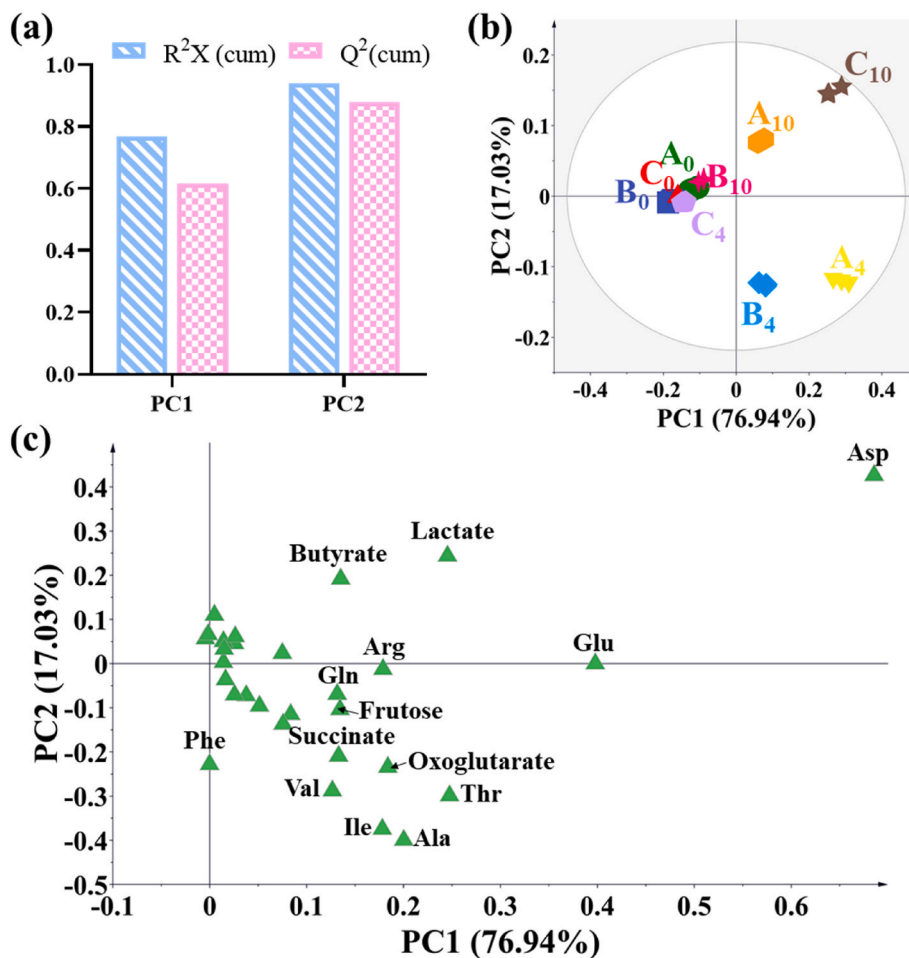 (a)
R²X (cum) Q²(cum)
1.0
0.8
0.6
0.4
0.2
0.0
PC1 PC2
(b)
PC2 (17.03%)
0.2
0.1
0
-0.1
-0.2
C₁₀
A₁₀
A₀
C₀
B₁₀
B₀
C₄
A₄
B₄
-0.4 -0.2 0 0.2 0.4
PC1 (76.94%)
(c)
PC2 (17.03%)
0.4
0.3
0.2
0.1
0
-0.1
-0.2
-0.3
-0.4
-0.5
Asp
Lactate
Butyrate
Arg
Glu
Gln
Frutose
Phe
Succinate
Oxoglutarate
Val
Thr
Ile
Ala
-0.1 0 0.1 0.2 0.3 0.4 0.5 0.6
PC1 (76.94%)